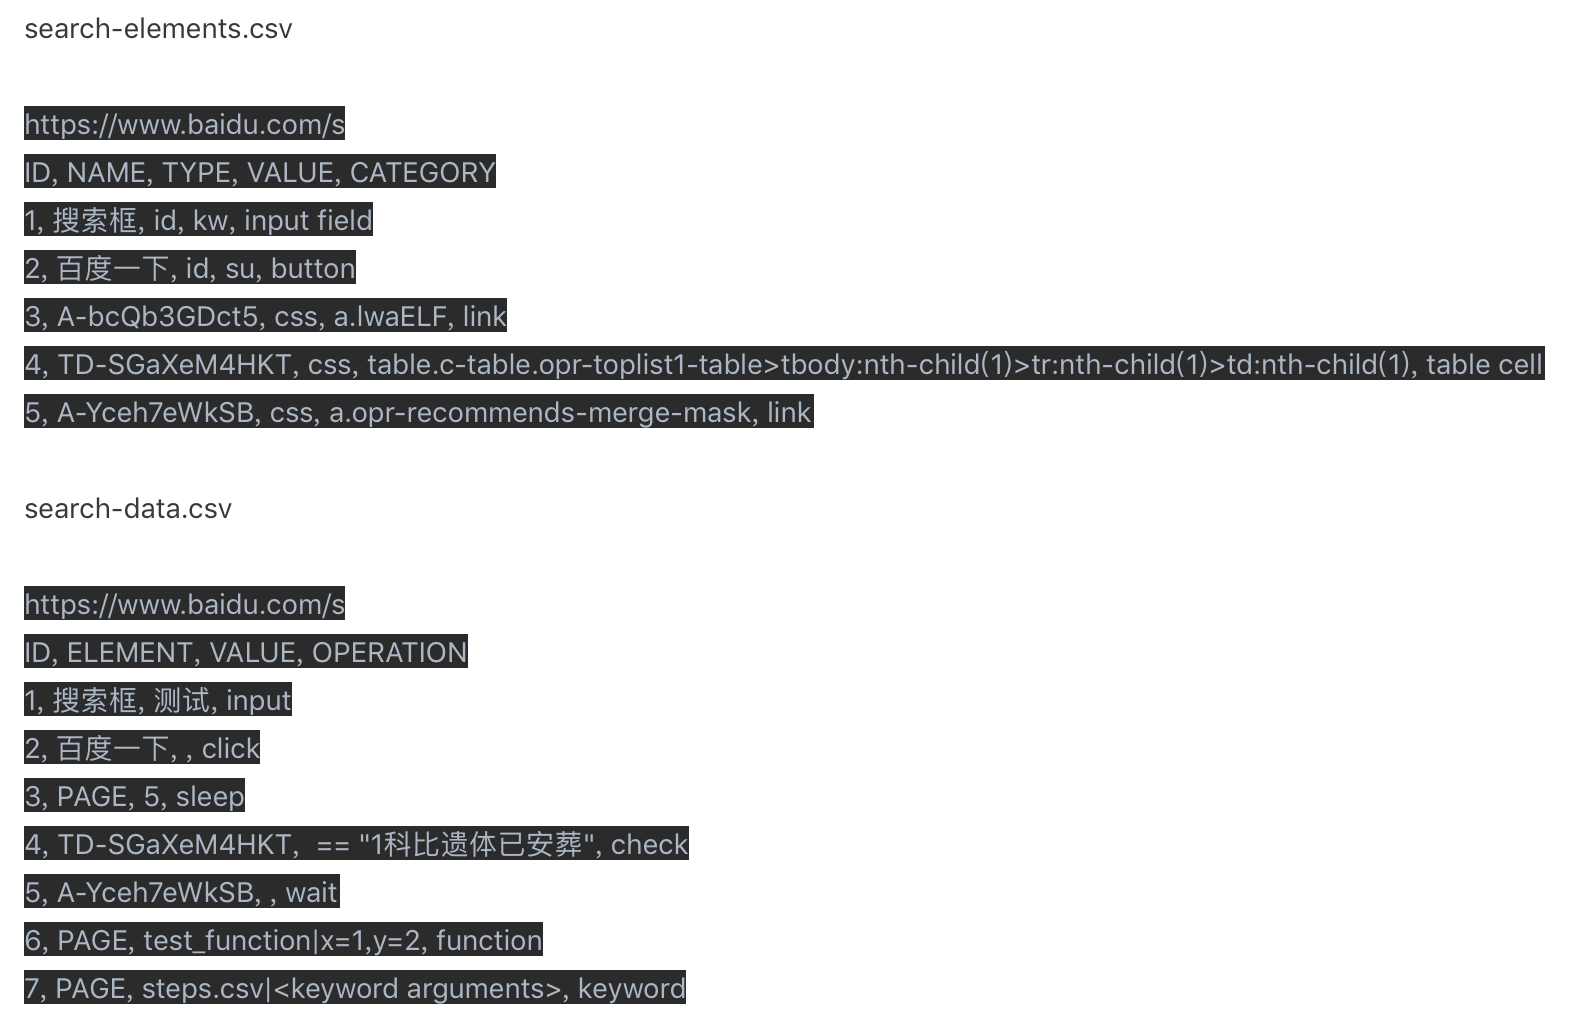 search-elements.csv
https://www.baidu.com/s
ID, NAME, TYPE, VALUE, CATEGORY
1, 搜索框, id, kw, input field
2, 百度一下, id, su, button
3, A-bcQb3GDct5, css, a.lwaELF, link
4, TD-SGaXeM4HKT, css, table.c-table.opr-toplist1-table>tbody:nth-child(1)>tr:nth-child(1)>td:nth-child(1), table cell
5, A-Yceh7eWkSB, css, a.opr-recommends-merge-mask, link
search-data.csv
https://www.baidu.com/s
ID, ELEMENT, VALUE, OPERATION
1, 搜索框, 测试, input
2, 百度一下, , click
3, PAGE, 5, sleep
4, TD-SGaXeM4HKT,  == "1科比遗体已安葬", check
5, A-Yceh7eWkSB, , wait
6, PAGE, test_function|x=1,y=2, function
7, PAGE, steps.csv|<keyword arguments>, keyword